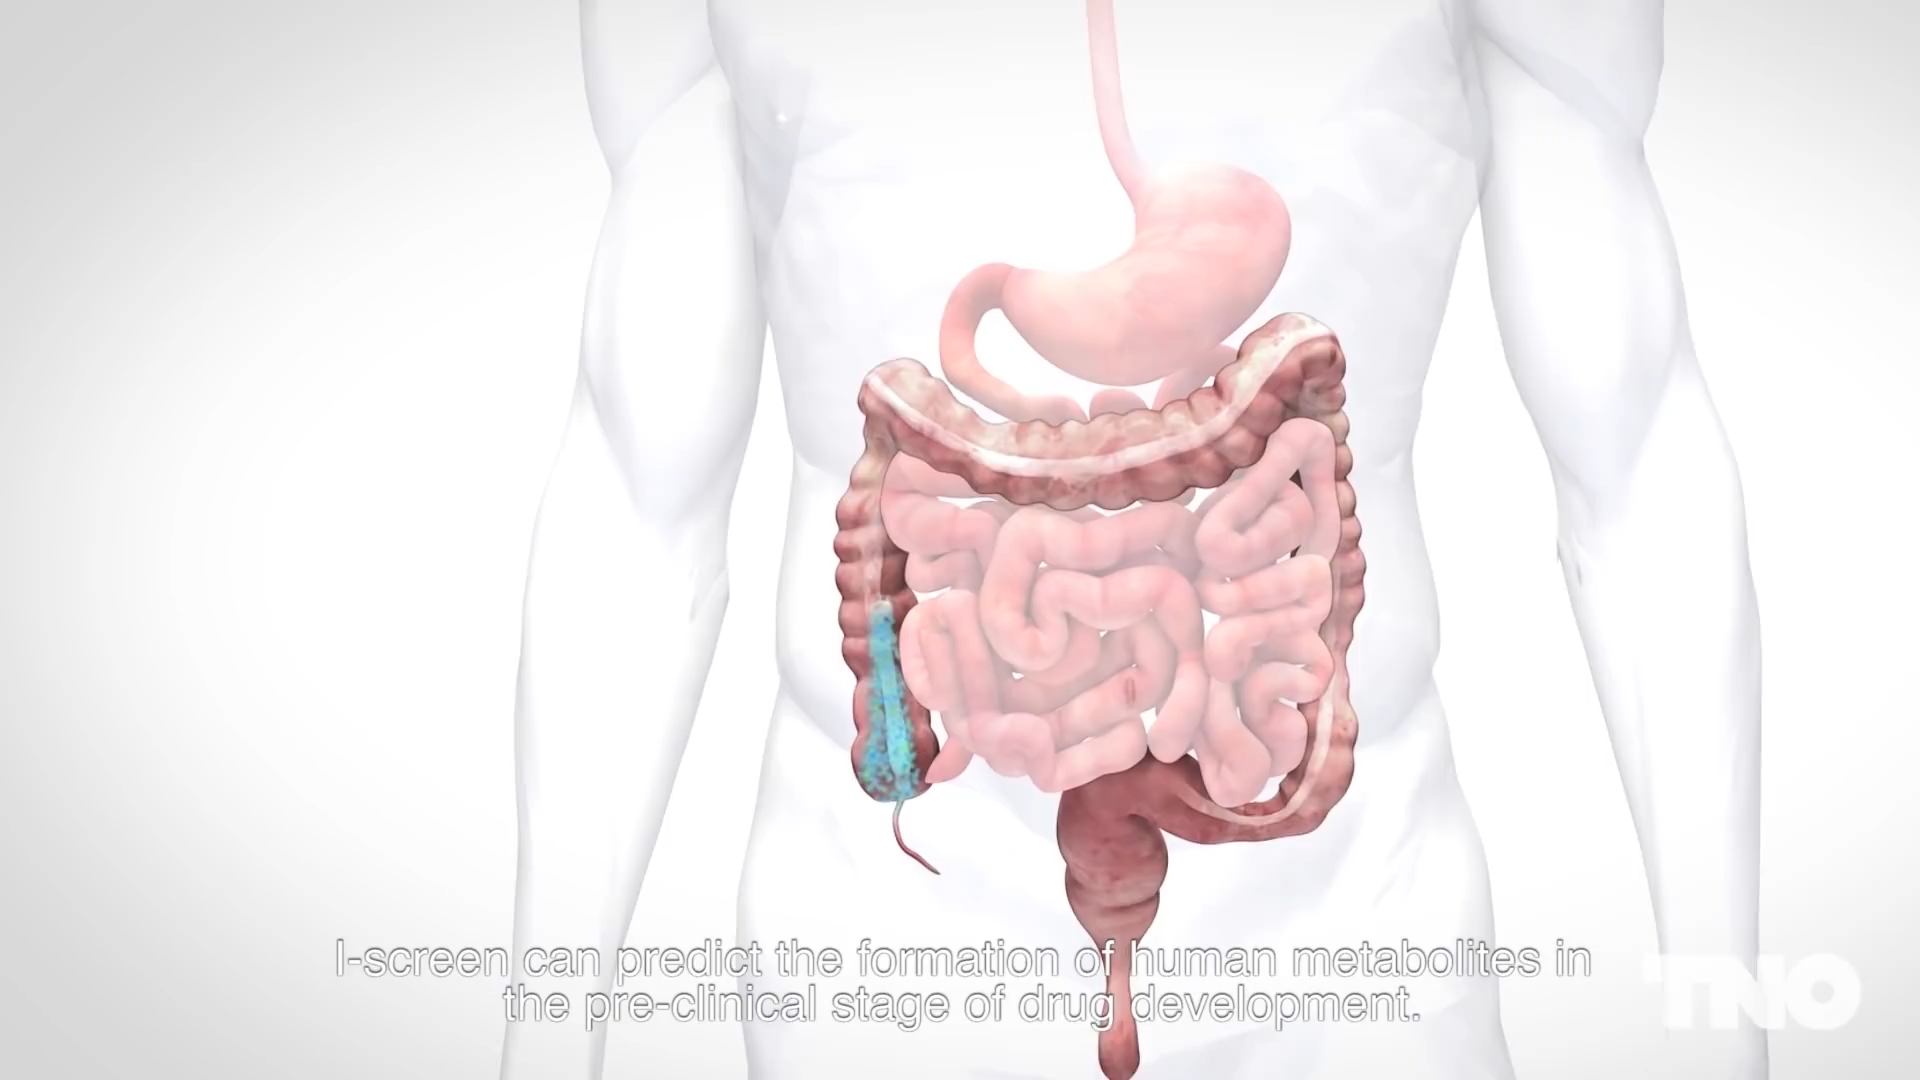 I-screen can predict the formation of human metabolites in
the pre-clinical stage of drug development.
TNO